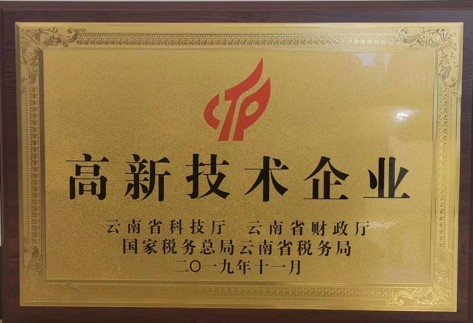 高新技术企业
云南省科技厅 云南省财政厅
国家税务总局云南省税务局
二〇一九年十一月